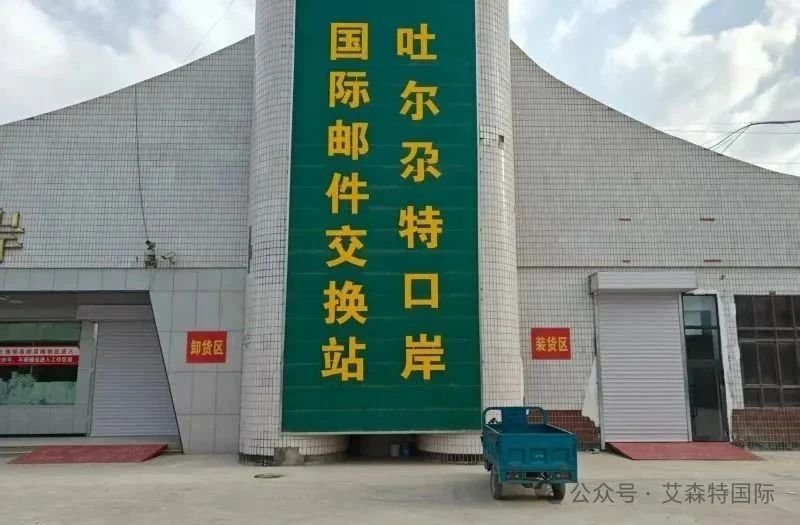 吐尔尕特口岸
国际邮件交换站
岸
卸货区
装货区
公众号·艾森特国际